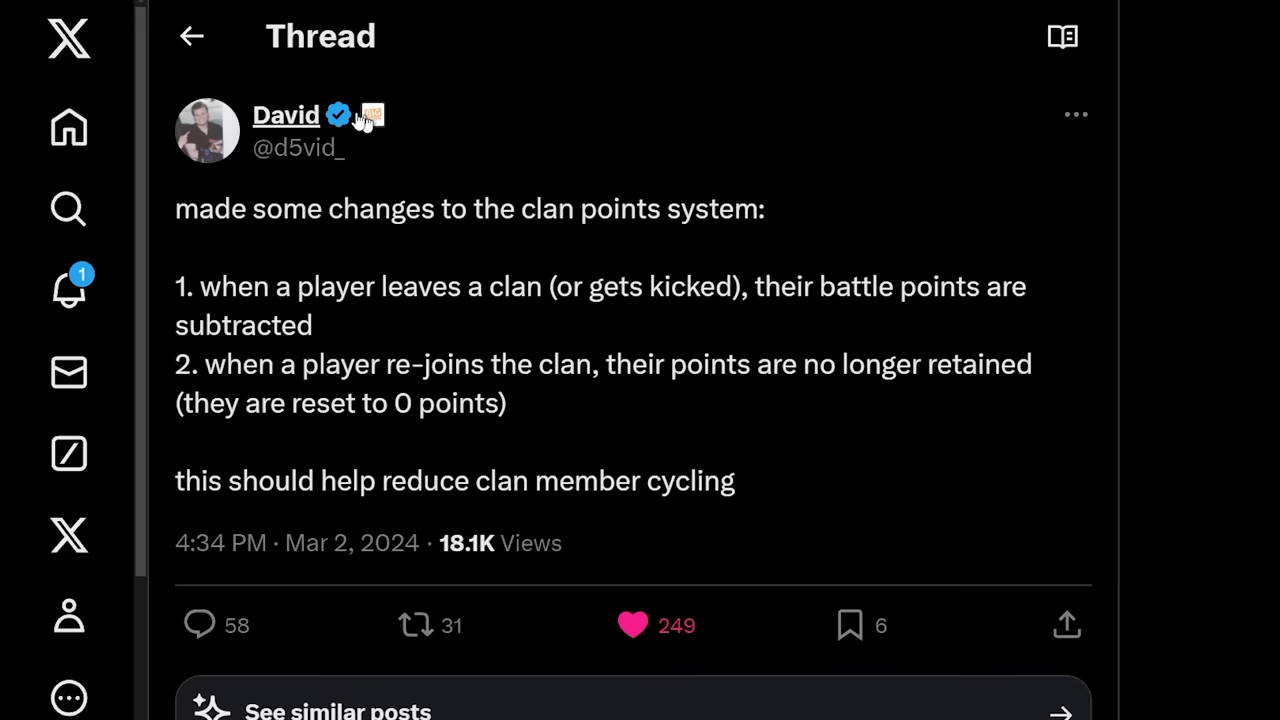 Thread
David
@d5vid_
made some changes to the clan points system:
1. when a player leaves a clan (or gets kicked), their battle points are
subtracted
2. when a player re-joins the clan, their points are no longer retained
(they are reset to 0 points)
this should help reduce clan member cycling
4:34 PM · Mar 2, 2024 · 18.1K Views
1
58 31 249 6
See similar posts